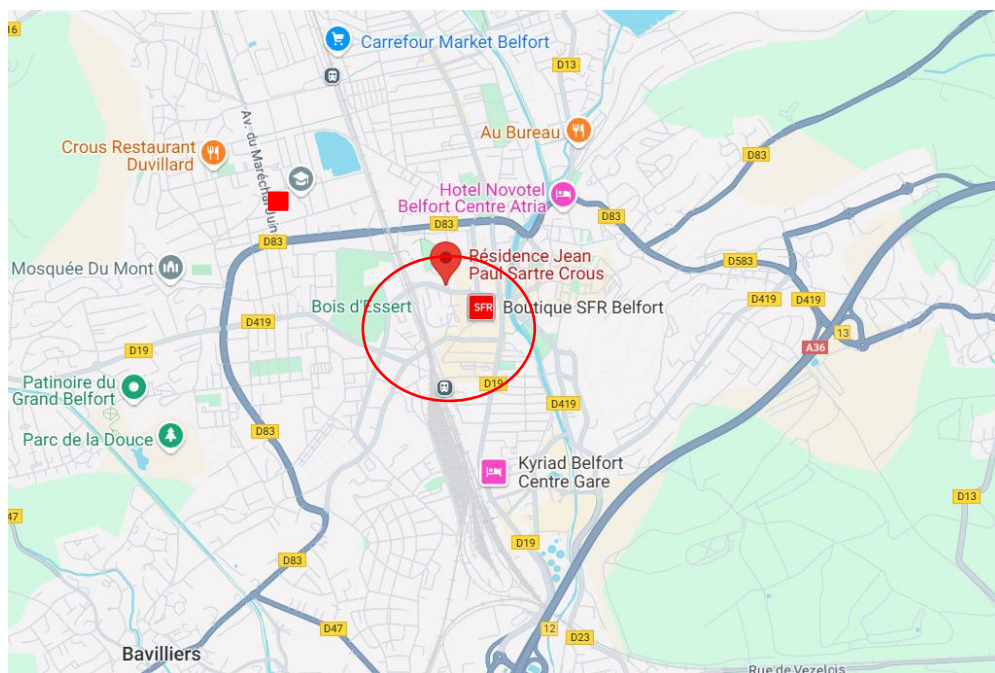 16
Carrefour Market Belfort
D13
Av. du Maréchal Juin
Crous Restaurant
Duvillard
Au Bureau
D83
Hotel Novotel
Belfort Centre Atria
D83
D83
D83
Mosquée Du Mont
Résidence Jean
Paul Sartre Crous
D583
Bois d'Essert
SFR
Boutique SFR Belfort
D419
D419
D419
13
A36
D19
Patinoire du
Grand Belfort
D19
D419
Parc de la Douce
D83
Kyriad Belfort
Centre Gare
D13
47
D19
D83
D47
12
D23
Bavilliers
Rue de Vezelois